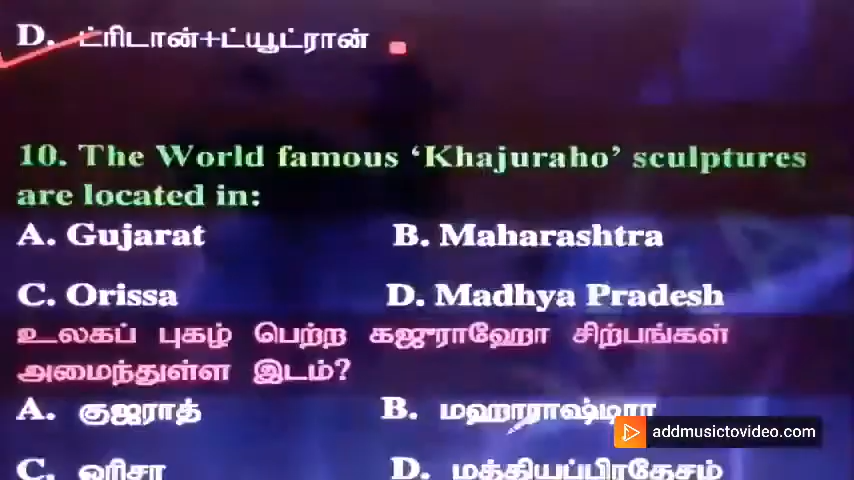 D. ட்ரிடான்+ட்யூட்ரான்
10. The World famous ‘Khajuraho’ sculptures
are located in:
A. Gujarat B. Maharashtra
C. Orissa D. Madhya Pradesh
உலகப் புகழ் பெற்ற கஜுராஹோ சிற்பங்கள்
அமைந்துள்ள இடம்?
A. குஜராத் B. மஹாராஷ்டிரா
addmusictovideo.com
C. ஒரிசா D. மத்தியப்பிரதேசம்